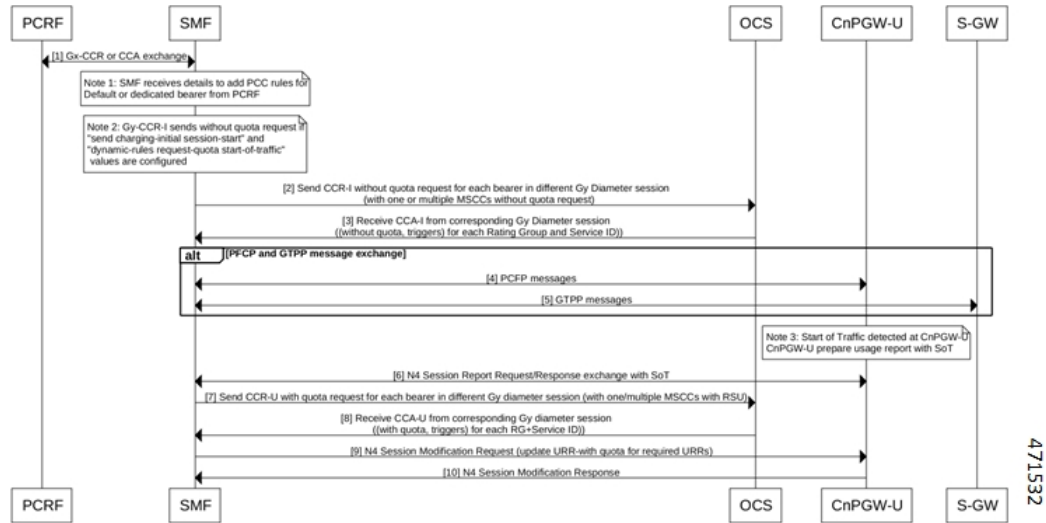 PCRF
SMF
OCS
CnPGW-U
S-GW
[1] Gx-CCR or CCA exchange
Note 1: SMF receives details to add PCC rules for
Default or dedicated bearer from PCRF
Note 2: Gy-CCR-I sends without quota request if
"send charging-initial session-start" and
"dynamic-rules request-quota start-of-traffic"
values are configured
[2] Send CCR-I without quota request for each bearer in different Gy Diameter session
(with one or multiple MSCCs without quota request)
[3] Receive CCA-I from corresponding Gy Diameter session
((without quota, triggers) for each Rating Group and Service ID))
alt
[PFCP and GTPP message exchange]
[4] PCFP messages
[5] GTPP messages
Note 3: Start of Traffic detected at CnPGW-U
CnPGW-U prepare usage report with SoT
[6] N4 Session Report Request/Response exchange with SoT
[7] Send CCR-U with quota request for each bearer in different Gy diameter session (with one/multiple MSCCs with RSU)
[8] Receive CCA-U from corresponding Gy diameter session
((with quota, triggers) for each RG+Service ID))
[9] N4 Session Modification Request (update URR-with quota for required URRs)
[10] N4 Session Modification Response
PCRF
SMF
OCS
CnPGW-U
S-GW
471532